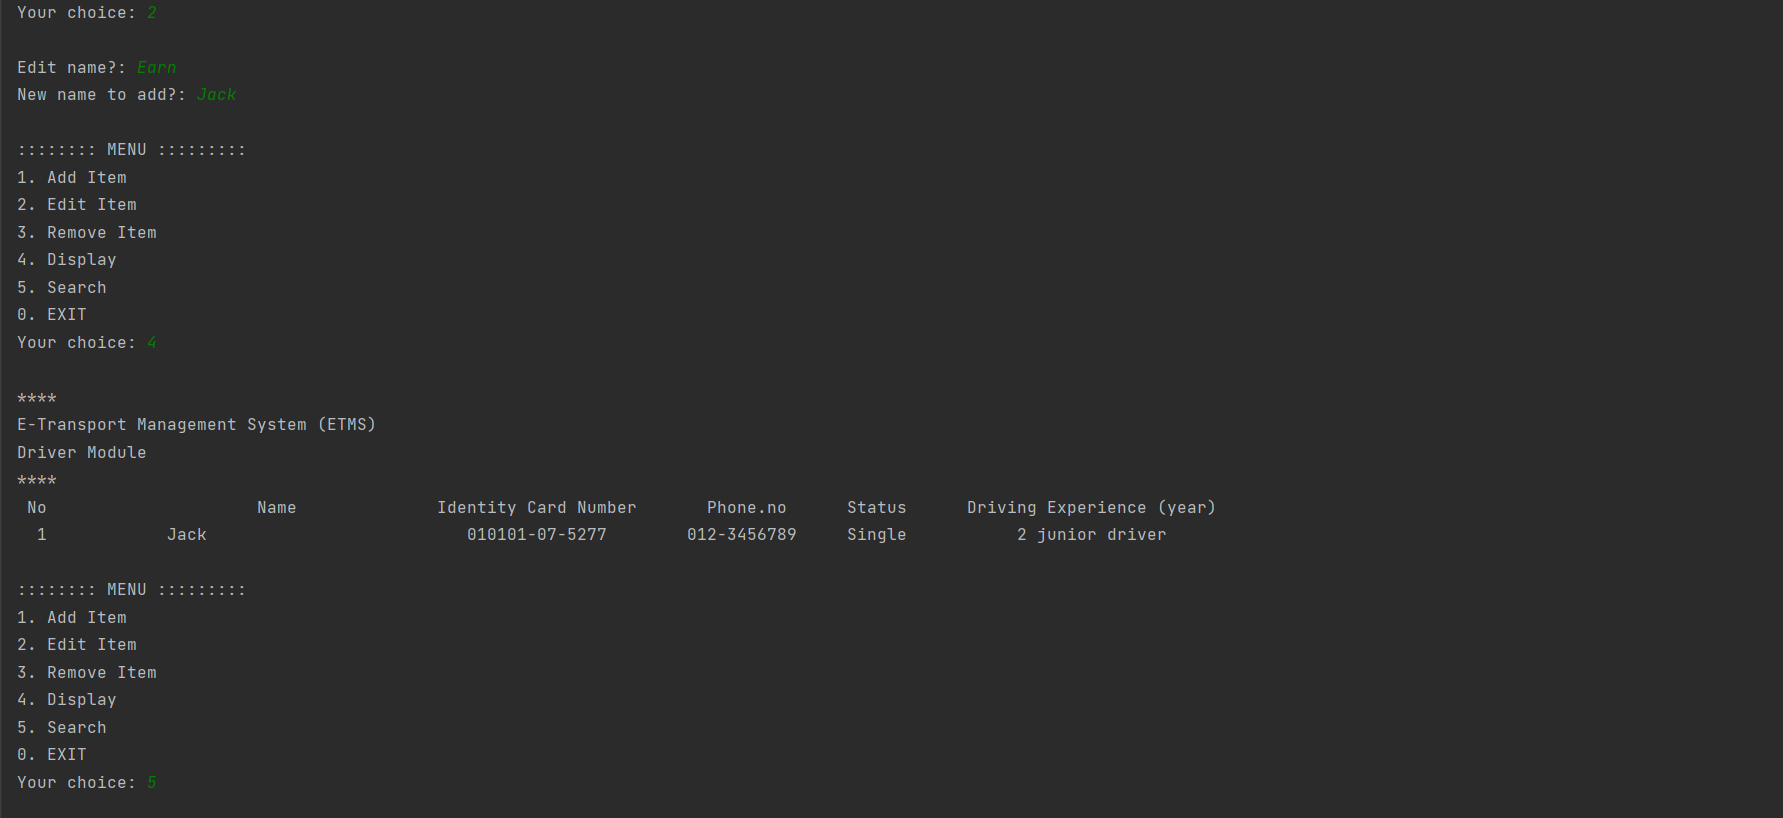 Your choice: 2
Edit name?: Earn
New name to add?: Jack
:::::::: MENU :::::::::
1. Add Item
2. Edit Item
3. Remove Item
4. Display
5. Search
0. EXIT
Your choice: 4
****
E-Transport Management System (ETMS)
Driver Module
****
No Name Identity Card Number Phone.no Status Driving Experience (year)
1 Jack 010101-07-5277 012-3456789 Single 2 junior driver
:::::::: MENU :::::::::
1. Add Item
2. Edit Item
3. Remove Item
4. Display
5. Search
0. EXIT
Your choice: 5